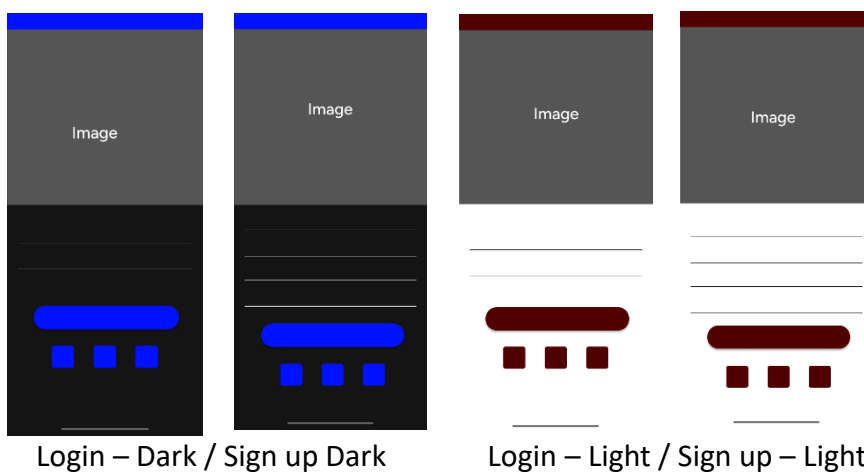 Image
Image
Image
Image
Login – Dark / Sign up Dark
Login – Light / Sign up – Light